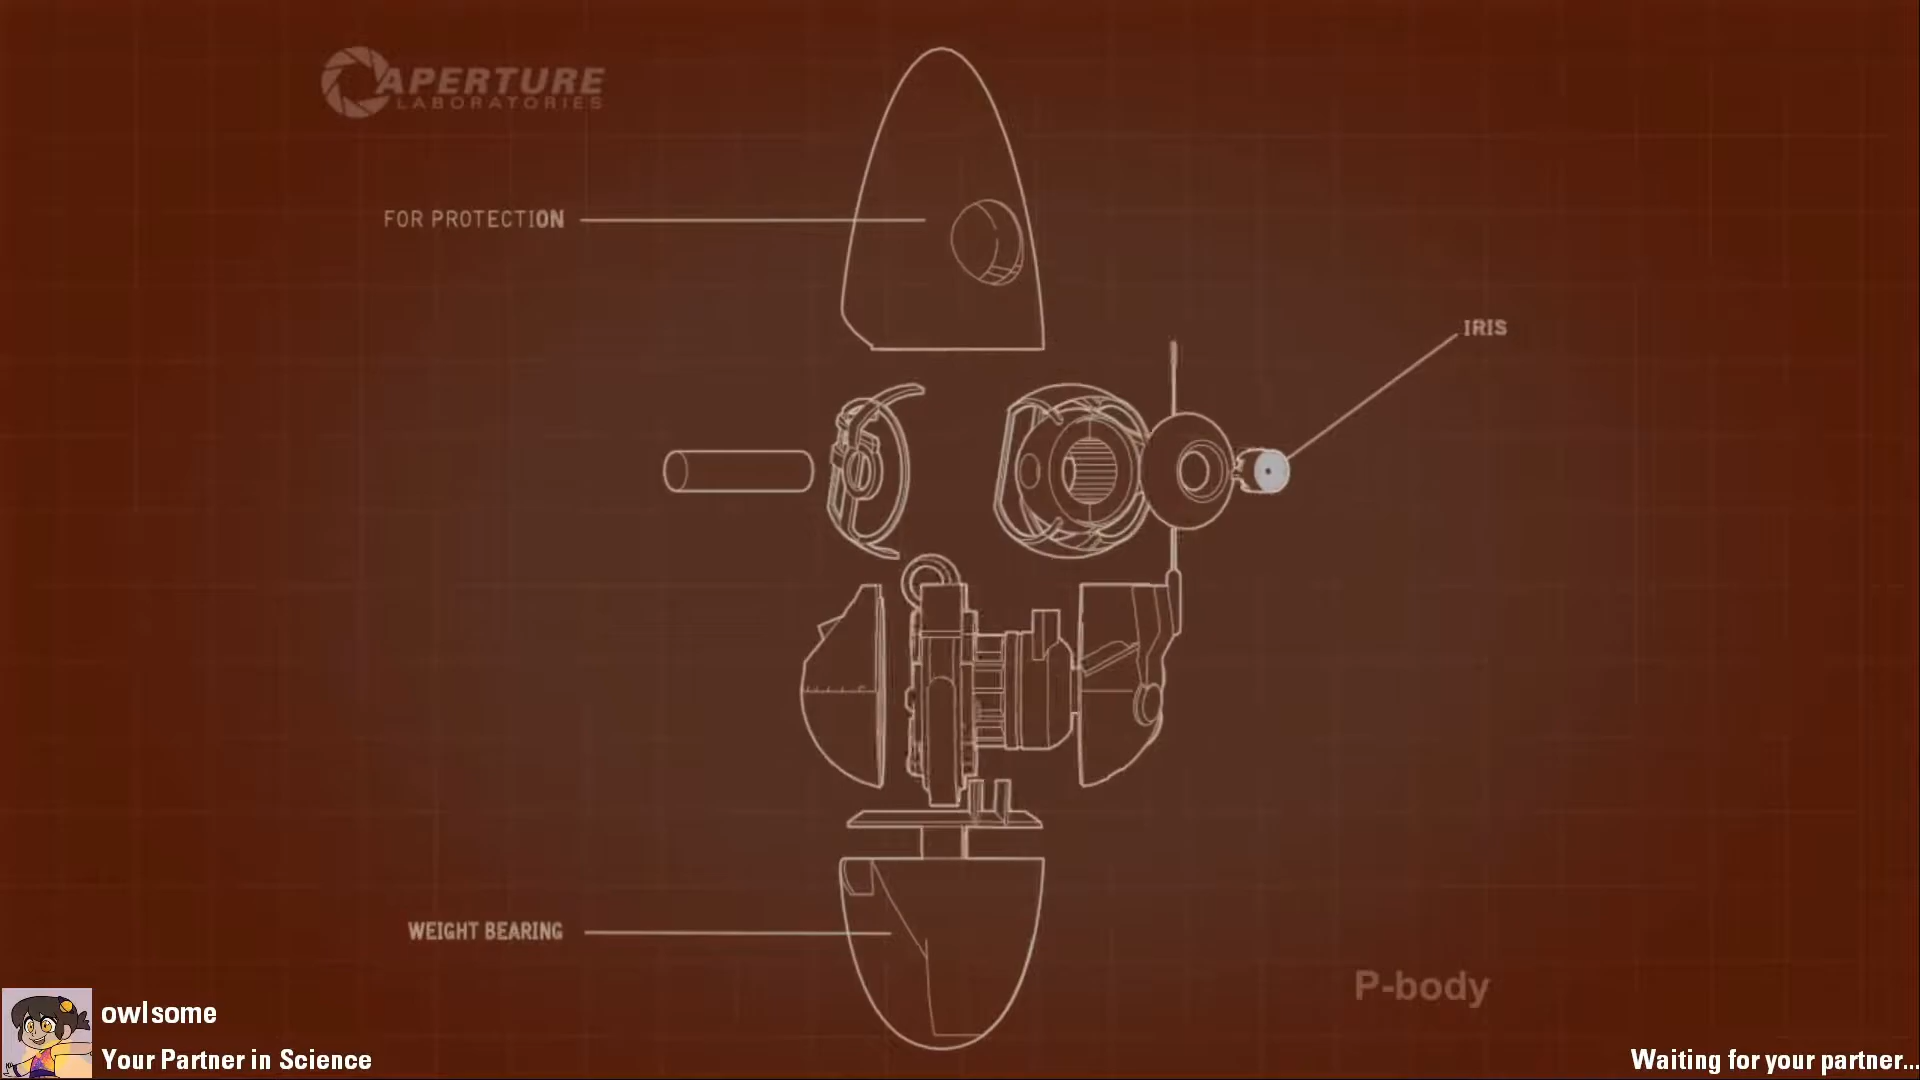 APERTURE
LABORATORIES
FOR PROTECTION
IRIS
WEIGHT BEARING
P-body
owlsome
Your Partner in Science
Waiting for your partner...